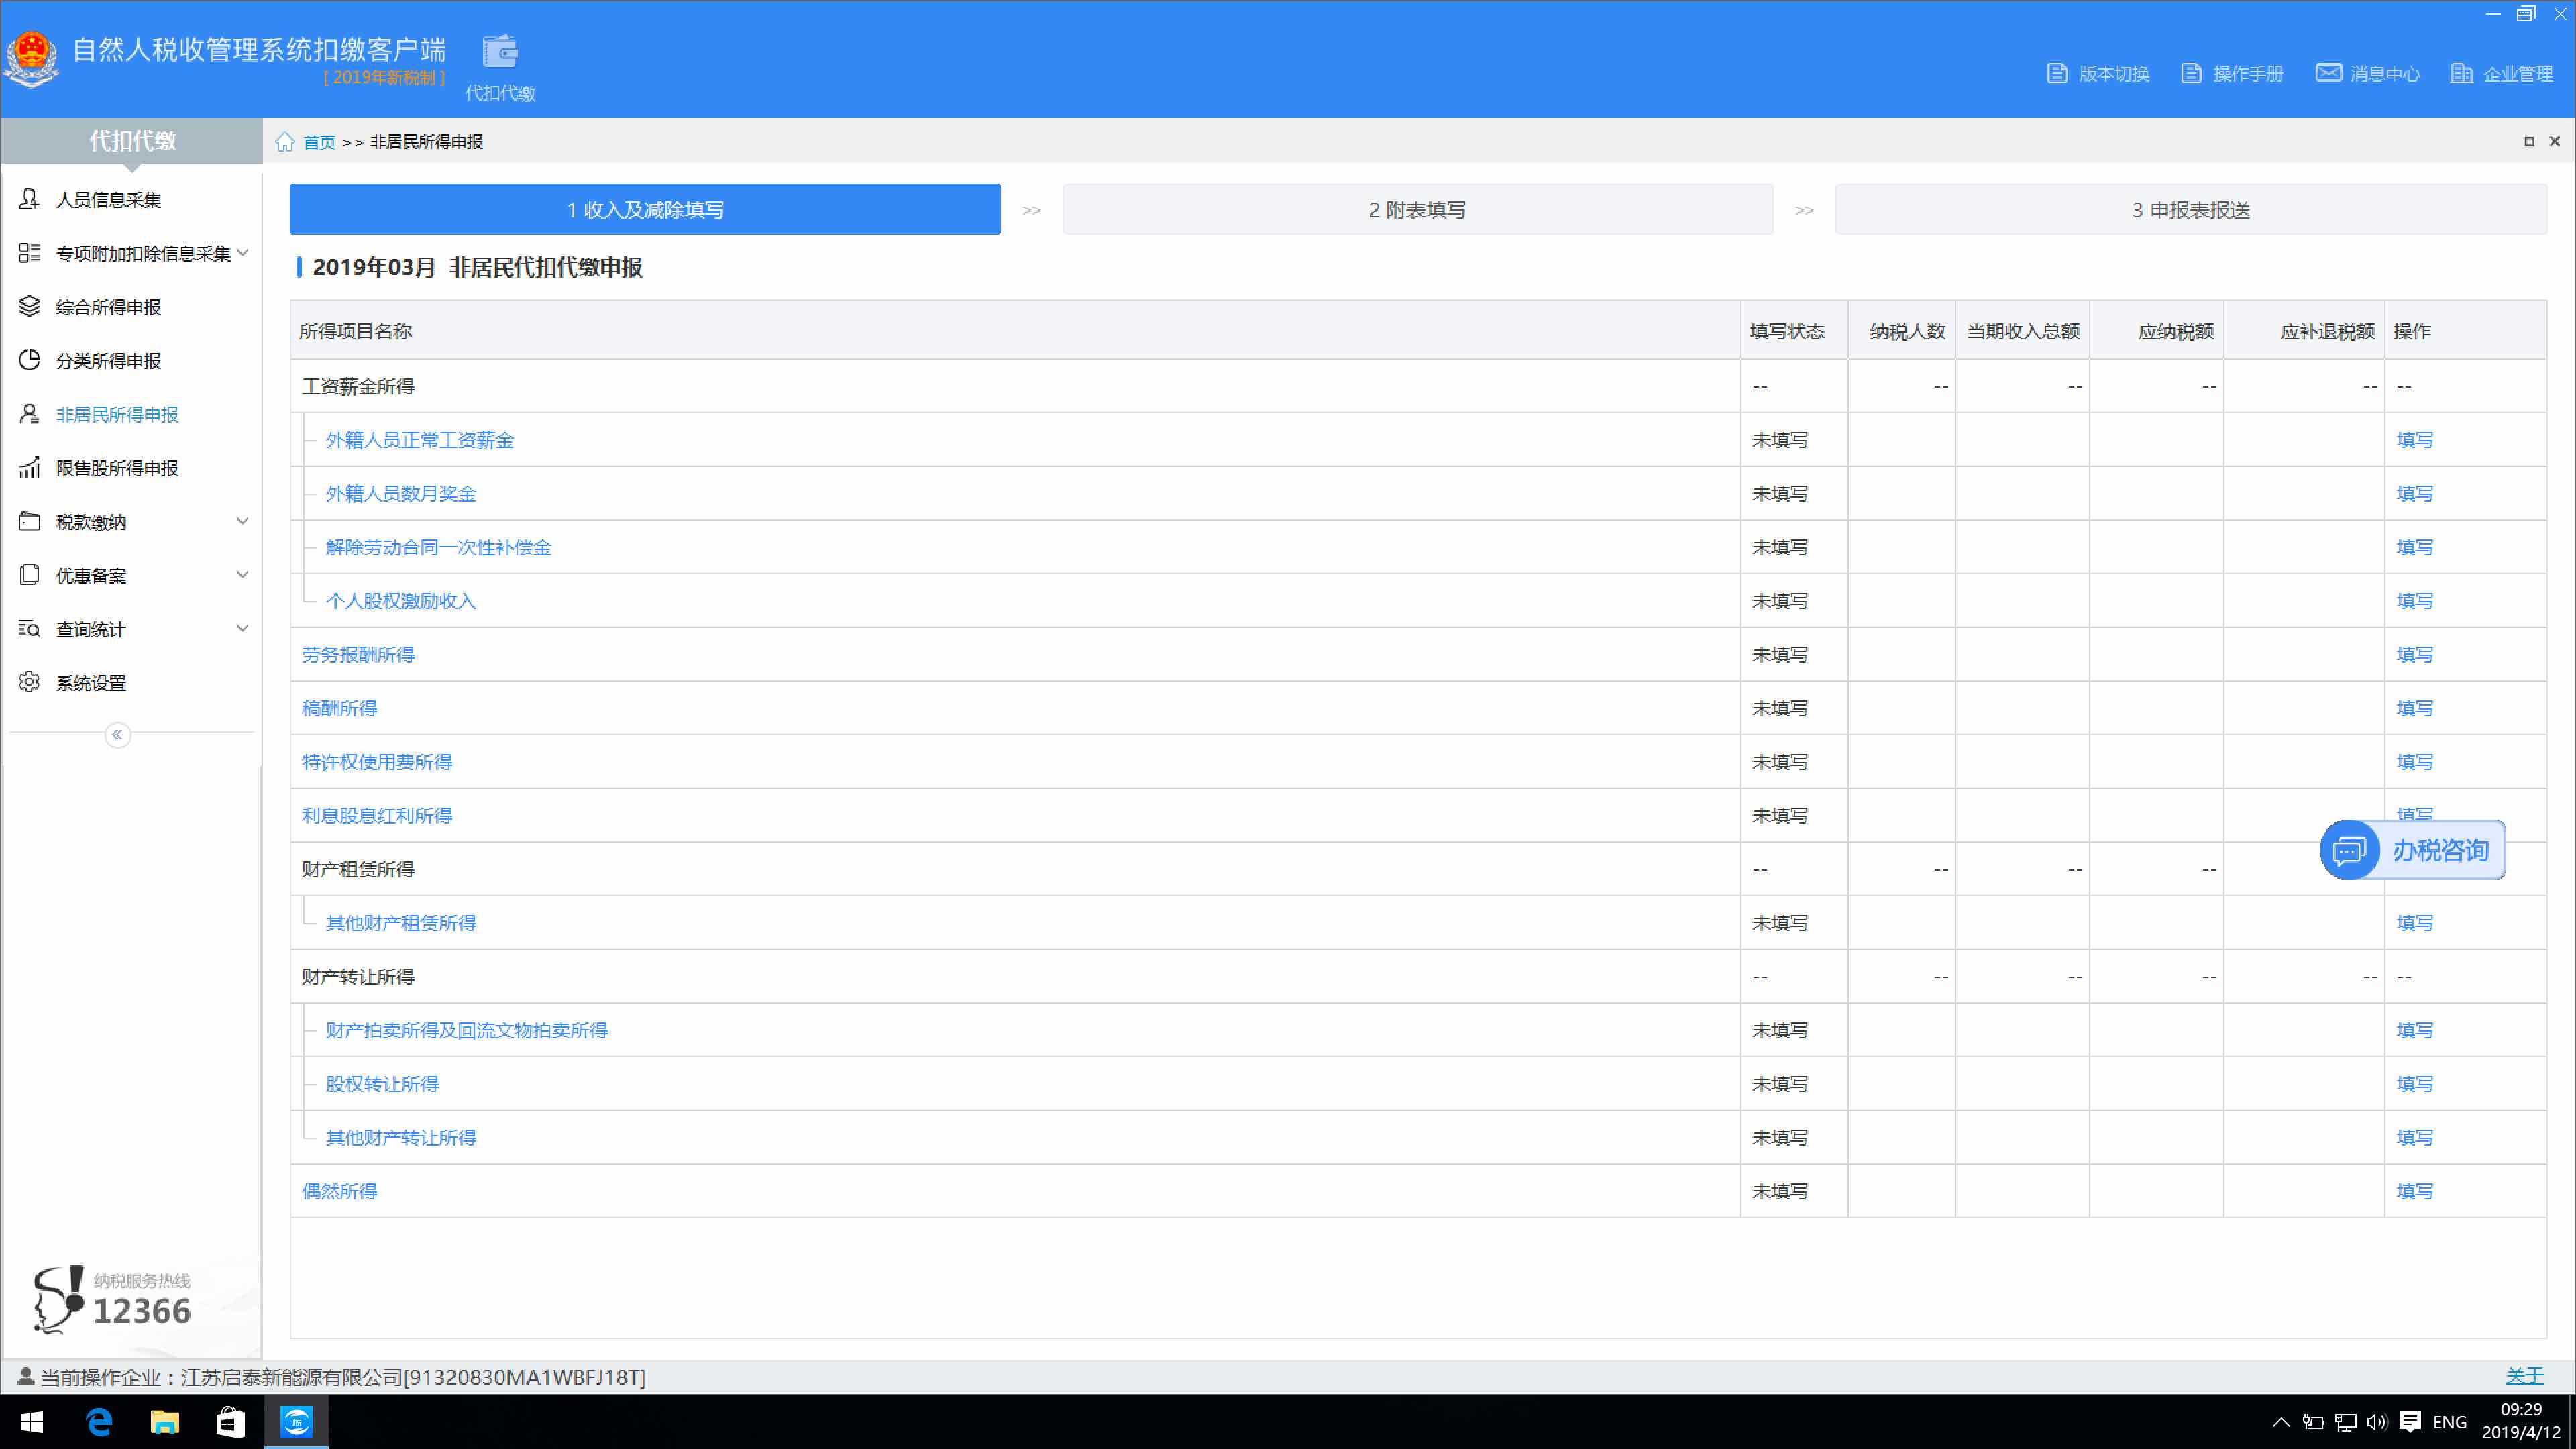 自然人税收管理系统扣缴客户端
[ 2019年新税制 ]
代扣代缴
版本切换 操作手册 消息中心 企业管理
代扣代缴
首页 >> 非居民所得申报
人员信息采集
专项附加扣除信息采集
综合所得申报
分类所得申报
非居民所得申报
限售股所得申报
税款缴纳
优惠备案
查询统计
系统设置
1 收入及减除填写 >> 2 附表填写 >> 3 申报表报送
2019年03月 非居民代扣代缴申报
所得项目名称 填写状态 纳税人数 当期收入总额 应纳税额 应补退税额 操作
工资薪金所得 -- -- -- -- -- --
外籍人员正常工资薪金 未填写 填写
外籍人员数月奖金 未填写 填写
解除劳动合同一次性补偿金 未填写 填写
个人股权激励收入 未填写 填写
劳务报酬所得 未填写 填写
稿酬所得 未填写 填写
特许权使用费所得 未填写 填写
利息股息红利所得 未填写 填写
财产租赁所得 -- -- -- --
办税咨询
其他财产租赁所得 未填写 填写
财产转让所得 -- -- -- -- -- --
财产拍卖所得及回流文物拍卖所得 未填写 填写
股权转让所得 未填写 填写
其他财产转让所得 未填写 填写
偶然所得 未填写 填写
纳税服务热线
12366
当前操作企业：江苏启泰新能源有限公司[91320830MA1WBFJ18T] 关于
ENG
09:29
2019/4/12